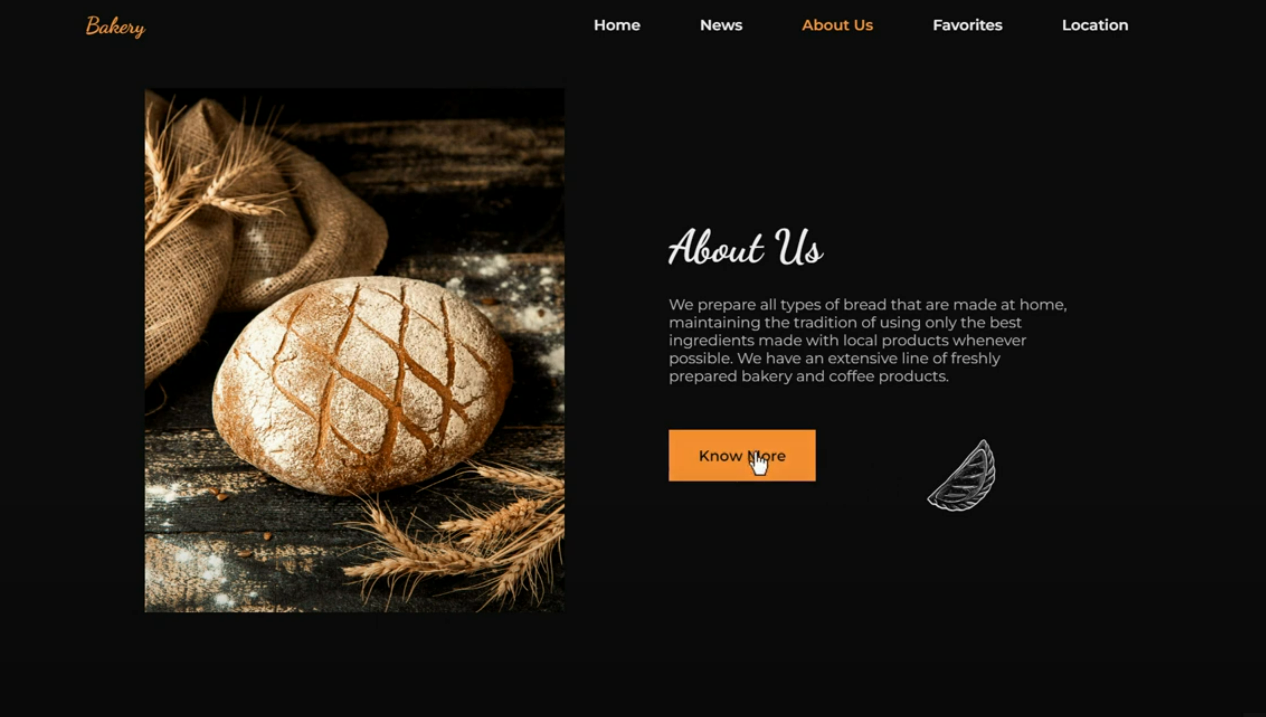 Bakery
Home News About Us Favorites Location
About Us
We prepare all types of bread that are made at home,
maintaining the tradition of using only the best
ingredients made with local products whenever
possible. We have an extensive line of freshly
prepared bakery and coffee products.
Know More